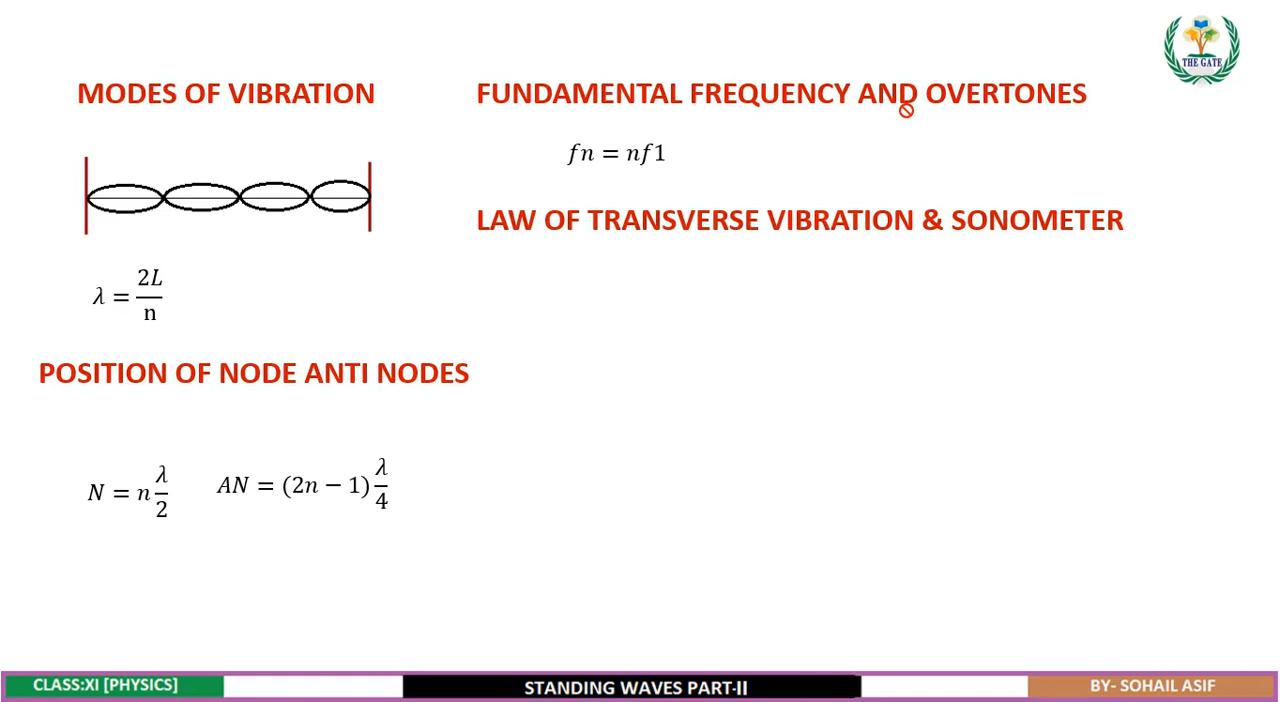 THE GATE
MODES OF VIBRATION
λ = 2L/n
POSITION OF NODE ANTI NODES
N = n λ/2 AN = (2n − 1) λ/4
FUNDAMENTAL FREQUENCY AND OVERTONES
fn = nf1
LAW OF TRANSVERSE VIBRATION & SONOMETER
CLASS:XI [PHYSICS]
STANDING WAVES PART-II
BY- SOHAIL ASIF